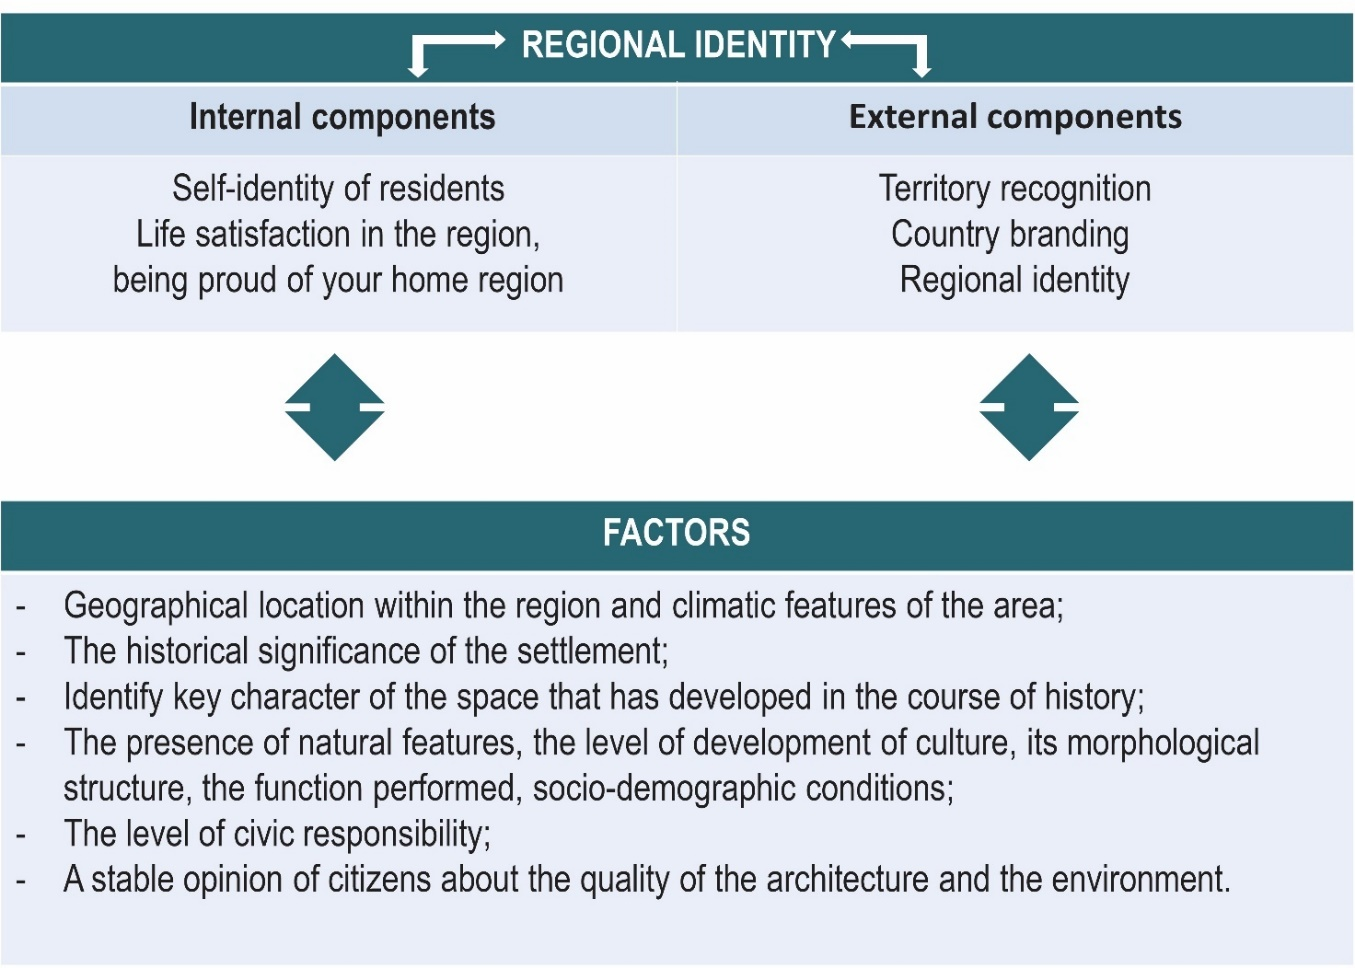 REGIONAL IDENTITY
Internal components
External components
Self-identity of residents
Life satisfaction in the region,
being proud of your home region
Territory recognition
Country branding
Regional identity
FACTORS
- Geographical location within the region and climatic features of the area;
- The historical significance of the settlement;
- Identify key character of the space that has developed in the course of history;
- The presence of natural features, the level of development of culture, its morphological
structure, the function performed, socio-demographic conditions;
- The level of civic responsibility;
- A stable opinion of citizens about the quality of the architecture and the environment.